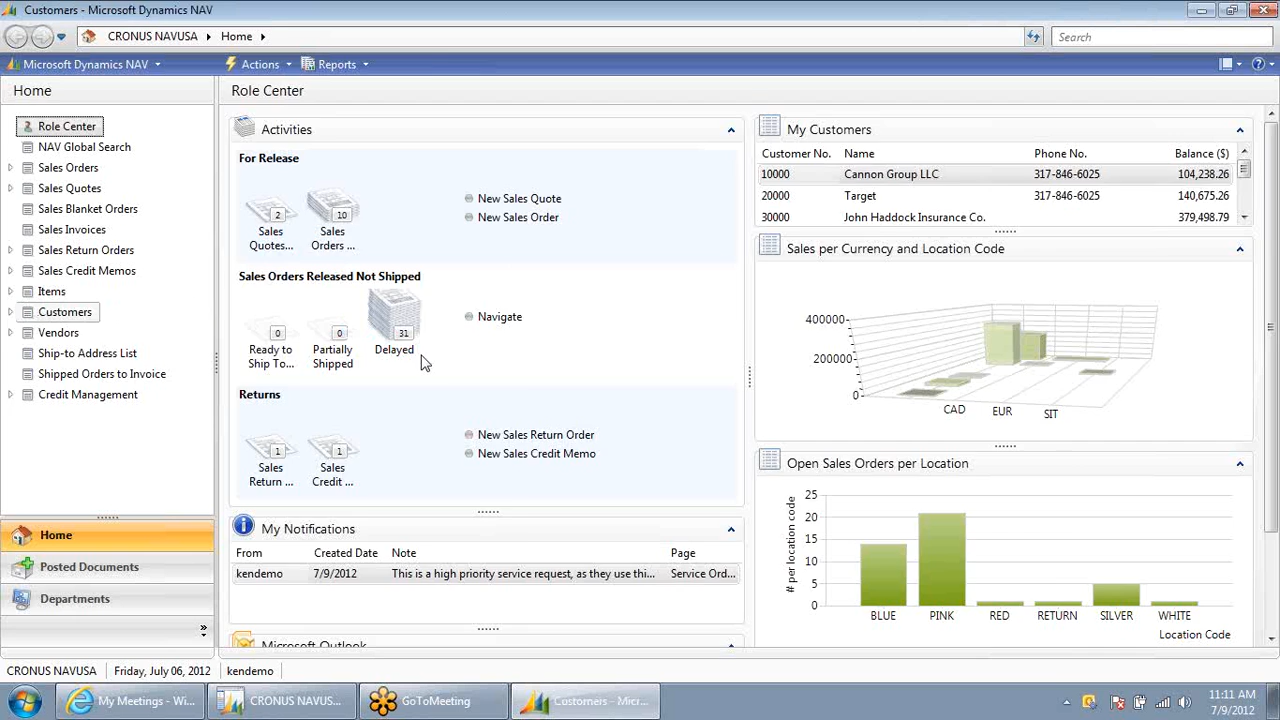 Customers - Microsoft Dynamics NAV
CRONUS NAVUSA
Home
Search
Microsoft Dynamics NAV
Actions
Reports
Home
Role Center
NAV Global Search
Sales Orders
Sales Quotes
Sales Blanket Orders
Sales Invoices
Sales Return Orders
Sales Credit Memos
Items
Customers
Vendors
Ship-to Address List
Shipped Orders to Invoice
Credit Management
Home
Posted Documents
Departments
Role Center
Activities
For Release
2
10
Sales
Quotes...
Sales
Orders ...
New Sales Quote
New Sales Order
Sales Orders Released Not Shipped
0
0
31
Ready to
Ship To...
Partially
Shipped
Delayed
Navigate
Returns
1
1
Sales
Return ...
Sales
Credit ...
New Sales Return Order
New Sales Credit Memo
My Notifications
From Created Date Note Page
kendemo 7/9/2012 This is a high priority service request, as they use thi... Service Ord...
Microsoft Outlook
My Customers
Customer No. Name Phone No. Balance ($)
10000 Cannon Group LLC 317-846-6025 104,238.26
20000 Target 317-846-6025 140,675.26
30000 John Haddock Insurance Co. 379,498.79
Sales per Currency and Location Code
400000
200000
0
CAD EUR SIT
Open Sales Orders per Location
# per location code
25
20
15
10
5
0
BLUE PINK RED RETURN SILVER WHITE
Location Code
CRONUS NAVUSA Friday, July 06, 2012 kendemo
My Meetings - Wi...
CRONUS NAVUS...
GoToMeeting
Customers - Micr...
11:11 AM
7/9/2012